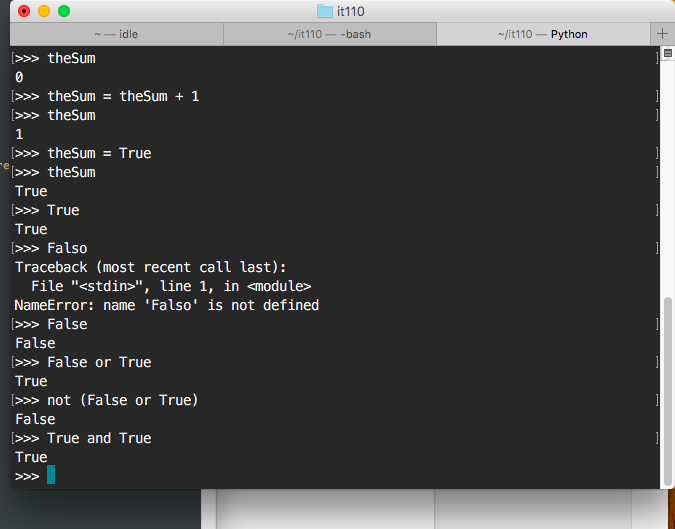 it110
~ — idle
~/it110 — -bash
~/it110 — Python
+
[>>> theSum ]
0
[>>> theSum = theSum + 1 ]
[>>> theSum ]
1
[>>> theSum = True ]
[>>> theSum ]
True
[>>> True ]
True
[>>> Falso ]
Traceback (most recent call last):
  File "<stdin>", line 1, in <module>
NameError: name 'Falso' is not defined
[>>> False ]
False
[>>> False or True ]
True
[>>> not (False or True) ]
False
[>>> True and True ]
True
>>>
re